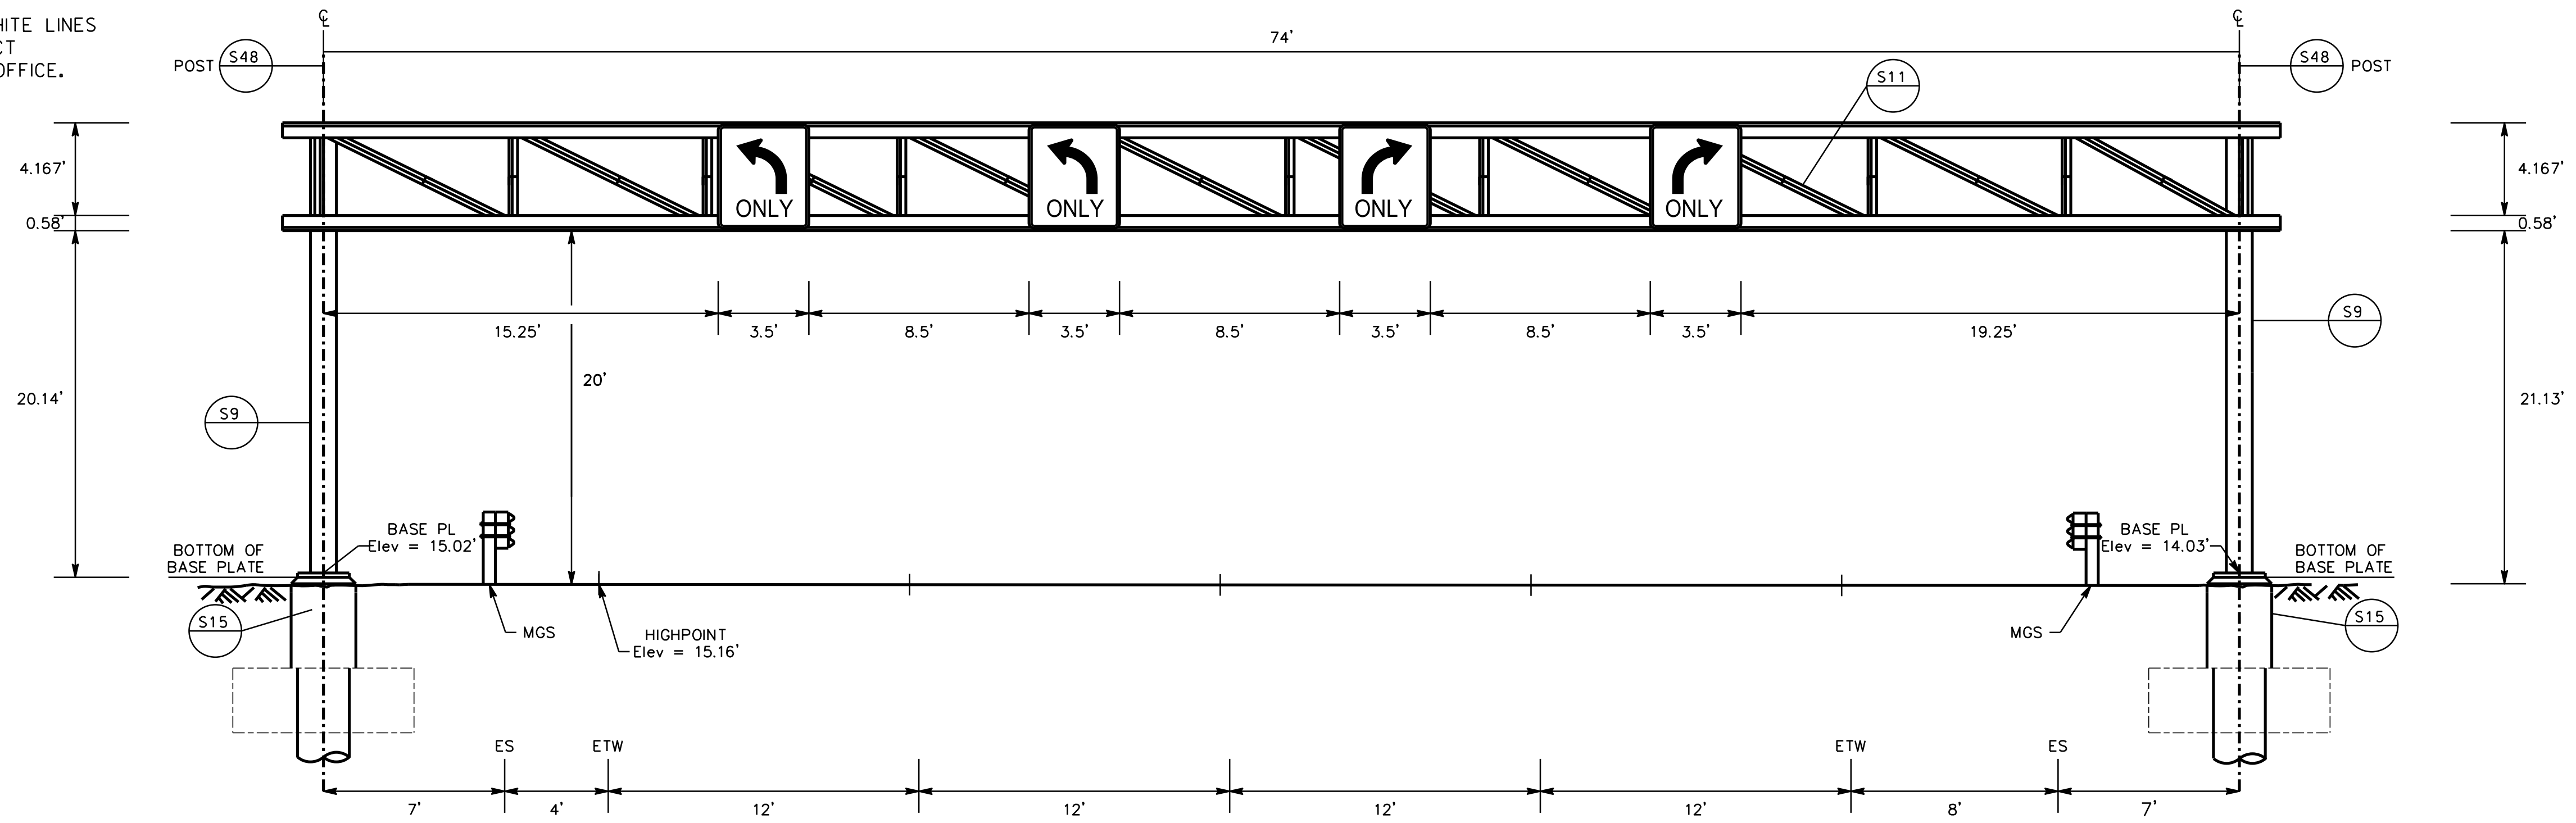 HITE LINES
CT
OFFICE.
℄
℄
74'
POST
S48
S48
POST
S11
4.167'
0.58'
20.14'
4.167'
0.58'
21.13'
ONLY
ONLY
ONLY
ONLY
15.25'
3.5'
8.5'
3.5'
8.5'
3.5'
8.5'
3.5'
19.25'
20'
S9
S9
BASE PL
Elev = 15.02'
BOTTOM OF
BASE PLATE
BASE PL
Elev = 14.03'
BOTTOM OF
BASE PLATE
S15
S15
MGS
HIGHPOINT
Elev = 15.16'
MGS
ES
ETW
ETW
ES
7'
4'
12'
12'
12'
12'
8'
7'